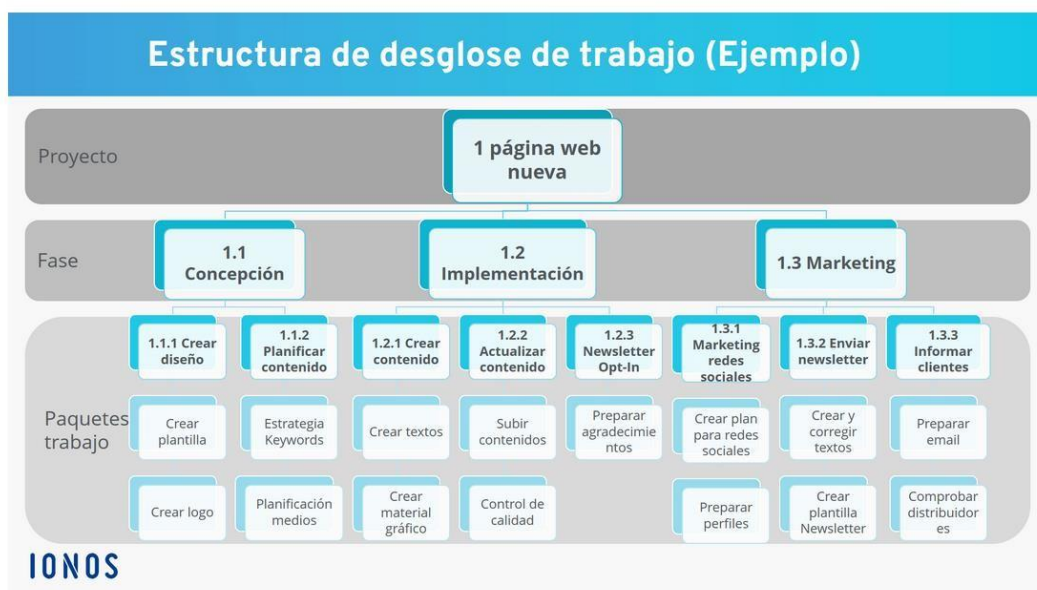 Estructura de desglose de trabajo (Ejemplo)
Proyecto
1 página web
nueva
Fase
1.1
Concepción
1.2
Implementación
1.3 Marketing
Paquetes
trabajo
1.1.1 Crear
diseño
1.1.2
Planificar
contenido
1.2.1 Crear
contenido
1.2.2
Actualizar
contenido
1.2.3
Newsletter
Opt-In
1.3.1
Marketing
redes
sociales
1.3.2 Enviar
newsletter
1.3.3
Informar
clientes
Crear
plantilla
Estrategia
Keywords
Crear textos
Subir
contenidos
Preparar
agradecimie
ntos
Crear plan
para redes
sociales
Crear y
corregir
textos
Preparar
email
Crear logo
Planificación
medios
Crear
material
gráfico
Control de
calidad
Preparar
perfiles
Crear
plantilla
Newsletter
Comprobar
distribuidor
es
IONOS